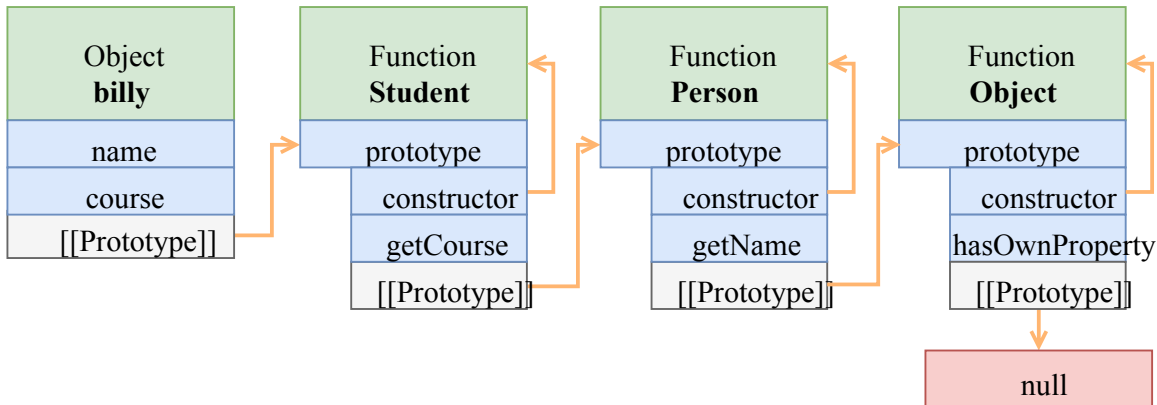 Object
billy
name
course
[[Prototype]]
Function
Student
prototype
constructor
getCourse
[[Prototype]]
Function
Person
prototype
constructor
getName
[[Prototype]]
Function
Object
prototype
constructor
hasOwnProperty
[[Prototype]]
null